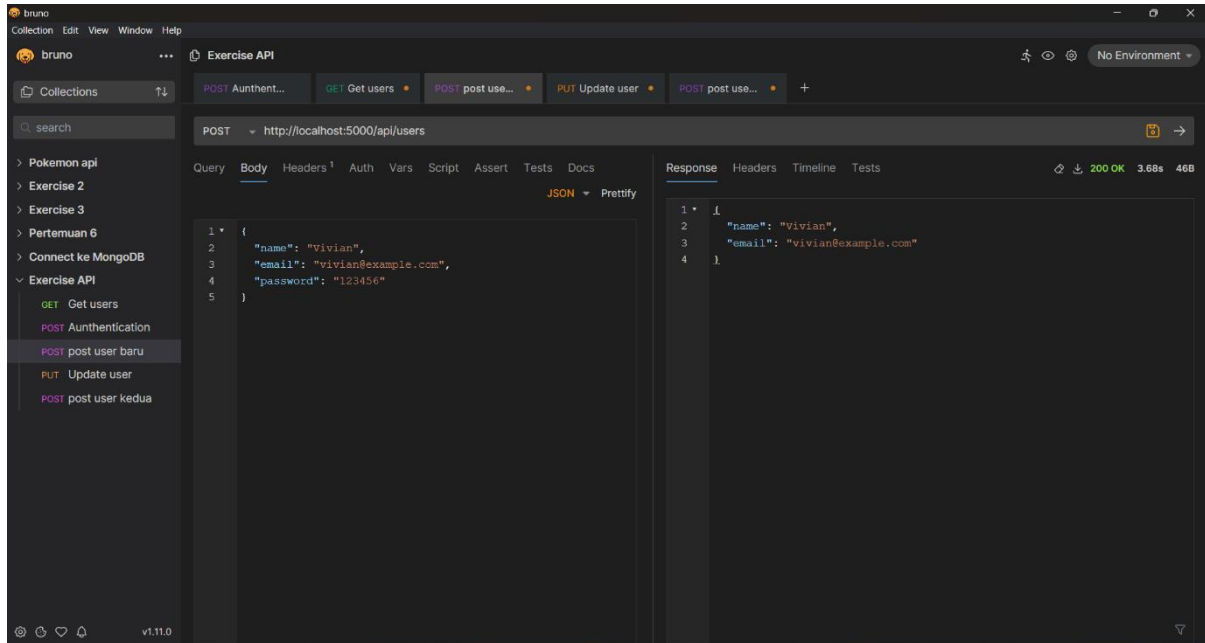 bruno
Collection Edit View Window Help
bruno
Exercise API
No Environment
Collections
POST Aunthent...
GET Get users
POST post use...
PUT Update user
POST post use...
+
search
POST http://localhost:5000/api/users
Pokemon api
Exercise 2
Exercise 3
Pertemuan 6
Connect ke MongoDB
Exercise API
GET Get users
POST Aunthentication
POST post user baru
PUT Update user
POST post user kedua
Query Body Headers 1 Auth Vars Script Assert Tests Docs
JSON Prettify
1 {
2 "name": "Vivian",
3 "email": "vivian@example.com",
4 "password": "123456"
5 }
Response Headers Timeline Tests
200 OK 3.68s 46B
1 {
2 "name": "Vivian",
3 "email": "vivian@example.com"
4 }
v1.11.0